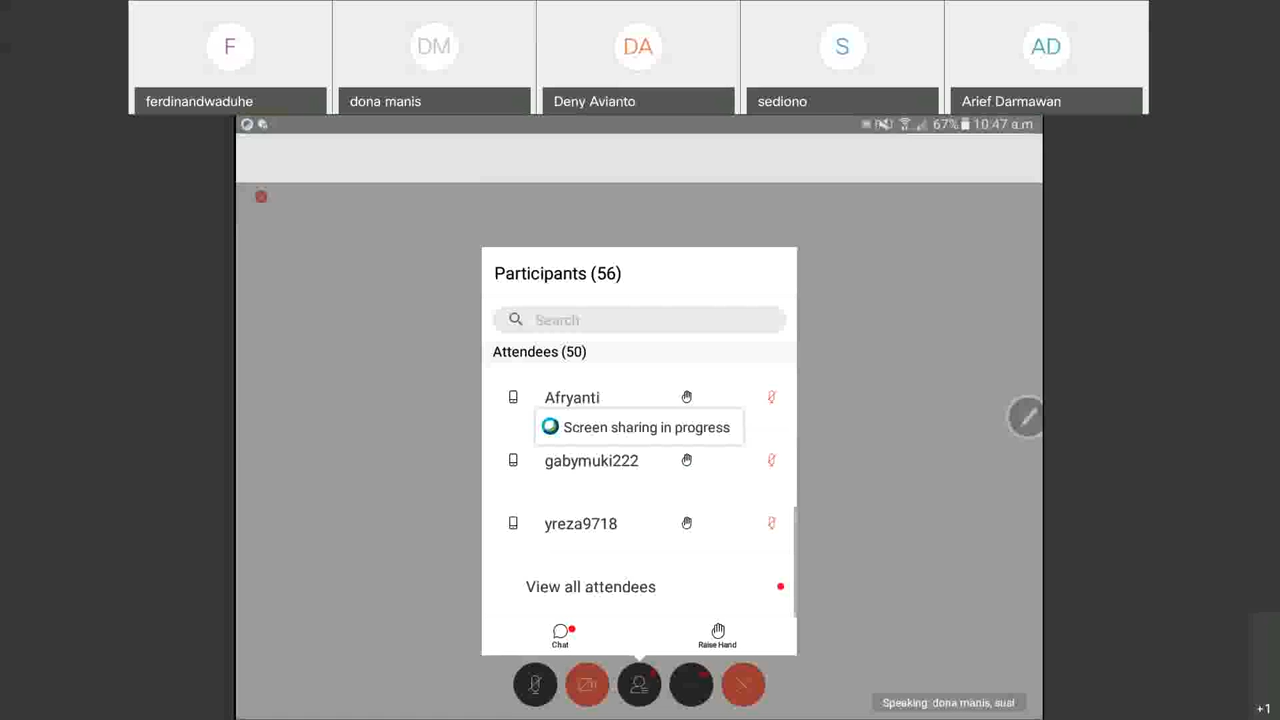 F
DM
DA
S
AD
ferdinandwaduhe
dona manis
Deny Avianto
sediono
Arief Darmawan
67% 10:47 a.m
Participants (56)
Search
Attendees (50)
Afryanti
Screen sharing in progress
gabymuki222
yreza9718
View all attendees
Chat
Raise Hand
Speaking: dona manis, susi
+1